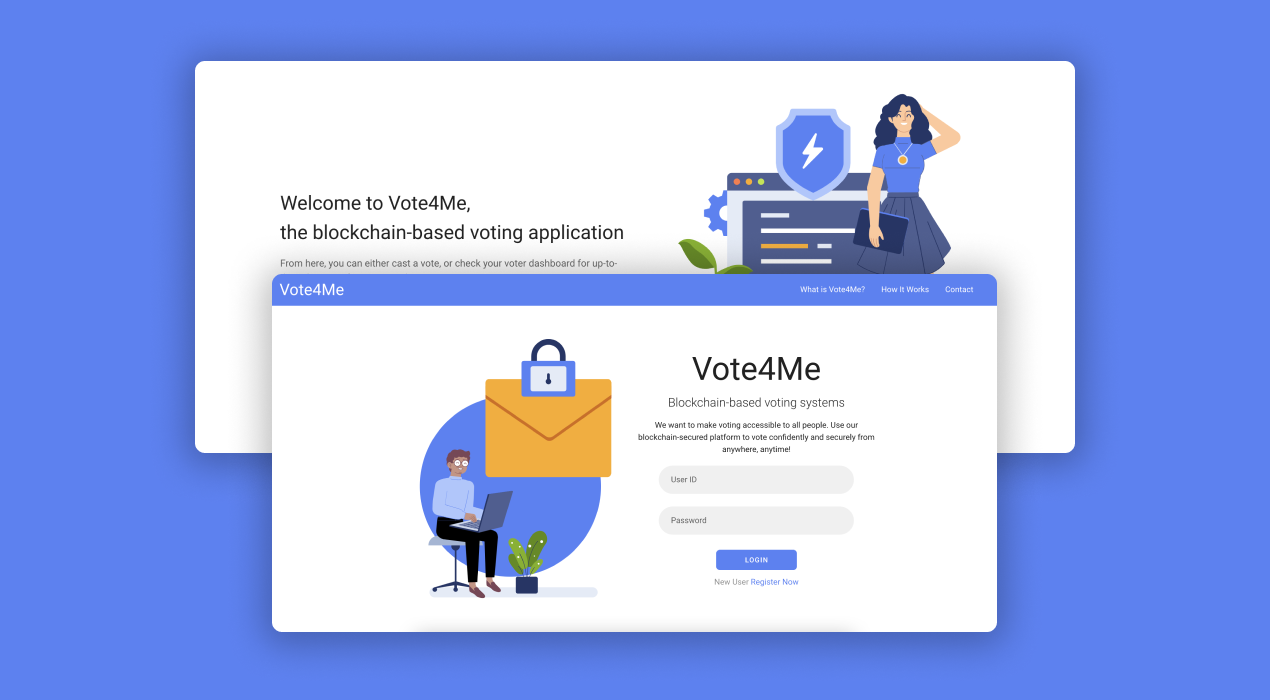 Welcome to Vote4Me,
the blockchain-based voting application
From here, you can either cast a vote, or check your voter dashboard for up-to-
Vote4Me
What is Vote4Me?
How It Works
Contact
Vote4Me
Blockchain-based voting systems
We want to make voting accessible to all people. Use our
blockchain-secured platform to vote confidently and securely from
anywhere, anytime!
User ID
Password
LOGIN
New User Register Now